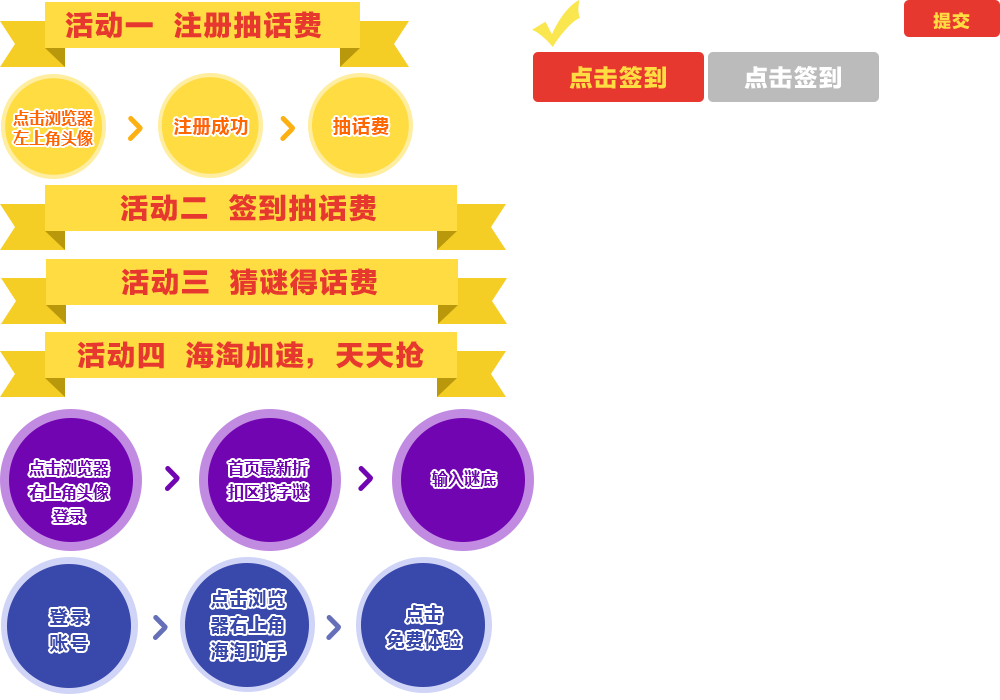 活动一 注册抽话费
提交
点击签到
点击签到
点击浏览器
左上角头像
注册成功
抽话费
活动二 签到抽话费
活动三 猜谜得话费
活动四 海淘加速，天天抢
点击浏览器
右上角头像
登录
首页最新折
扣区找字谜
输入谜底
登录
账号
点击浏览
器右上角
海淘助手
点击
免费体验